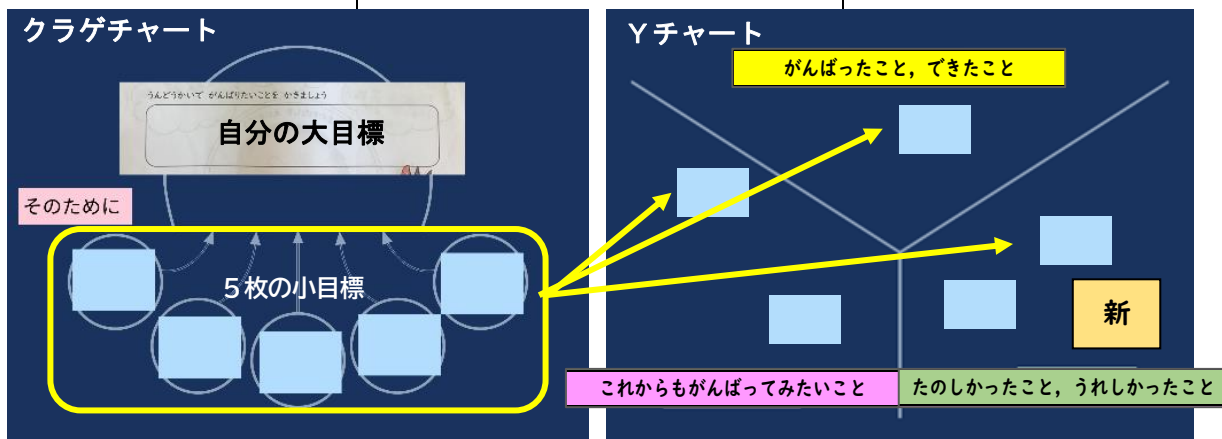 クラゲチャート
うんどうかいで がんばりたいことを かきましょう
自分の大目標
そのために
5枚の小目標
Yチャート
がんばったこと，できたこと
新
これからもがんばってみたいこと
たのしかったこと，うれしかったこと